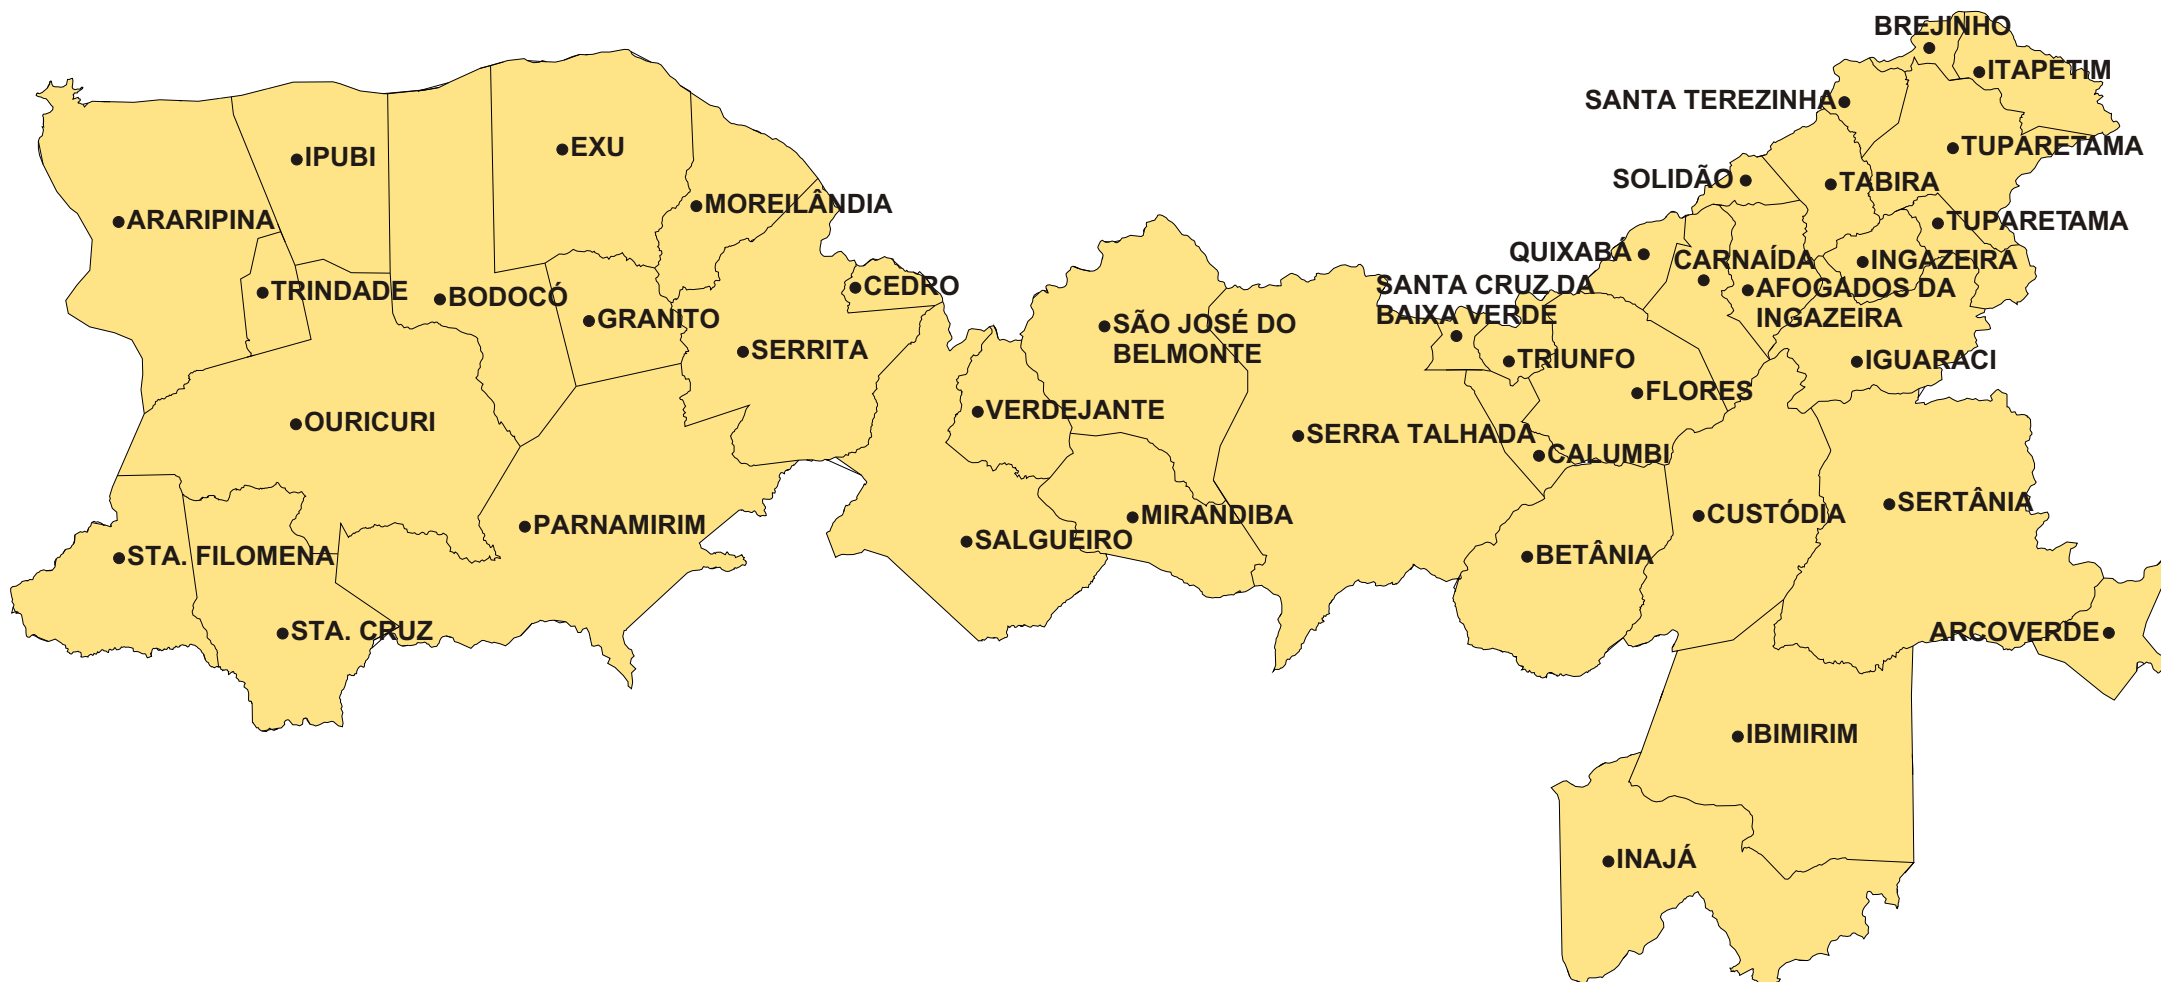 BREJINHO
ITAPETIM
SANTA TEREZINHA
EXU
IPUBI
TUPARETAMA
SOLIDÃO
TABIRA
MOREILÂNDIA
ARARIPINA
TUPARETAMA
QUIXABÁ
CARNAÍDA
INGAZEIRA
TRINDADE
BODOCÓ
CEDRO
SANTA CRUZ DA
BAIXA VERDE
AFOGADOS DA
INGAZEIRA
GRANITO
SÃO JOSÉ DO
BELMONTE
SERRITA
TRIUNFO
IGUARACI
FLORES
VERDEJANTE
OURICURI
SERRA TALHADA
CALUMBI
SERTÂNIA
CUSTÓDIA
MIRANDIBA
PARNAMIRIM
SALGUEIRO
STA. FILOMENA
BETÂNIA
STA. CRUZ
ARCOVERDE
IBIMIRIM
INAJÁ